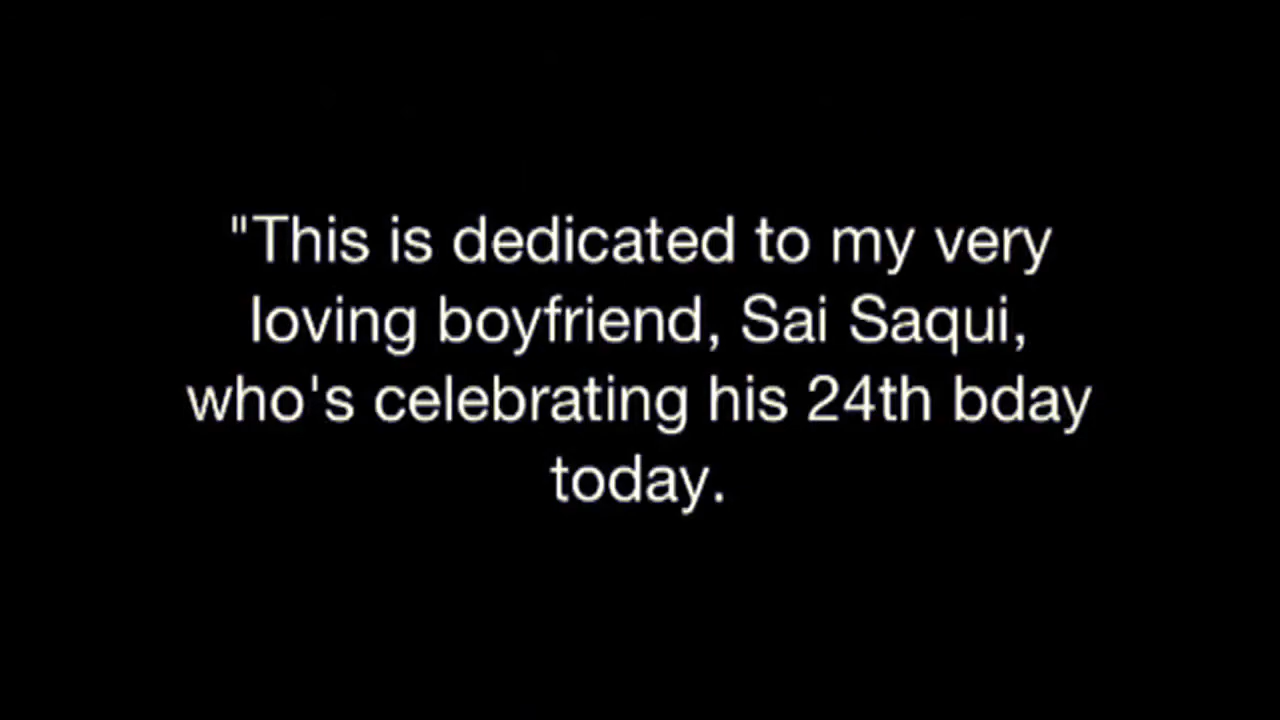 "This is dedicated to my very
loving boyfriend, Sai Saqui,
who's celebrating his 24th bday
today.